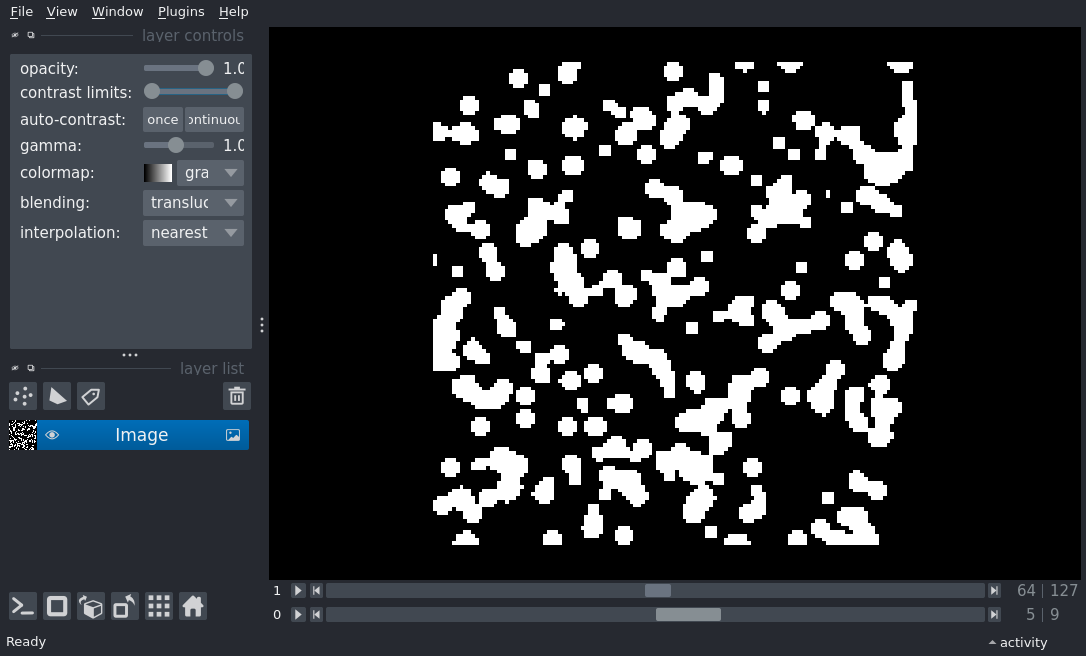 File View Window Plugins Help
layer controls
opacity: 1.0
contrast limits:
auto-contrast: once ontinuou
gamma: 1.0
colormap: gra
blending: transluc
interpolation: nearest
layer list
Image
1 64 127
0 5 9
Ready activity